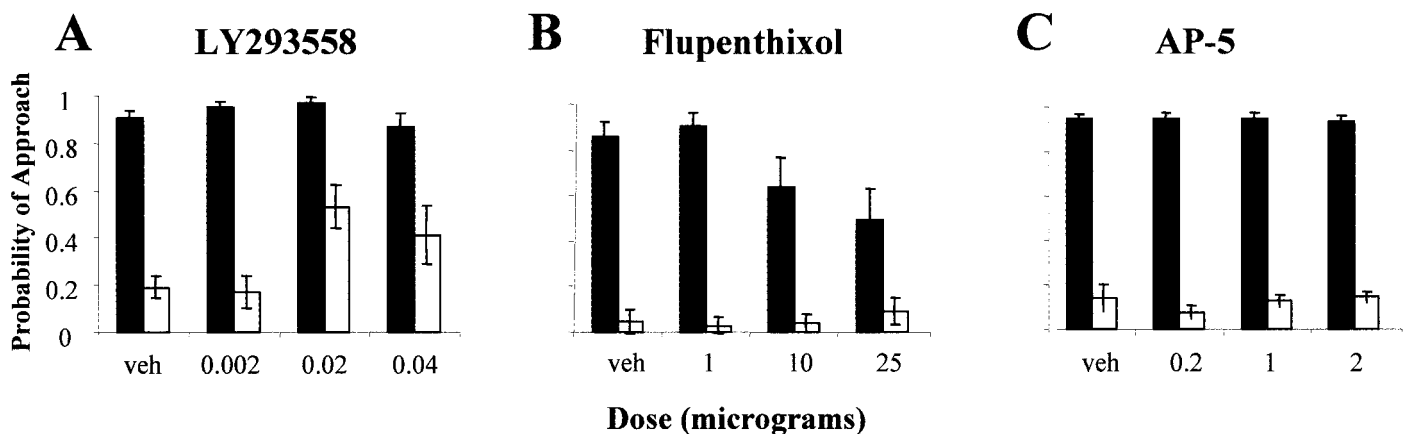 A LY293558
B Flupenthixol
C AP-5
Probability of Approach
1
0.8
0.6
0.4
0.2
0
veh 0.002 0.02 0.04
veh 1 10 25
veh 0.2 1 2
Dose (micrograms)